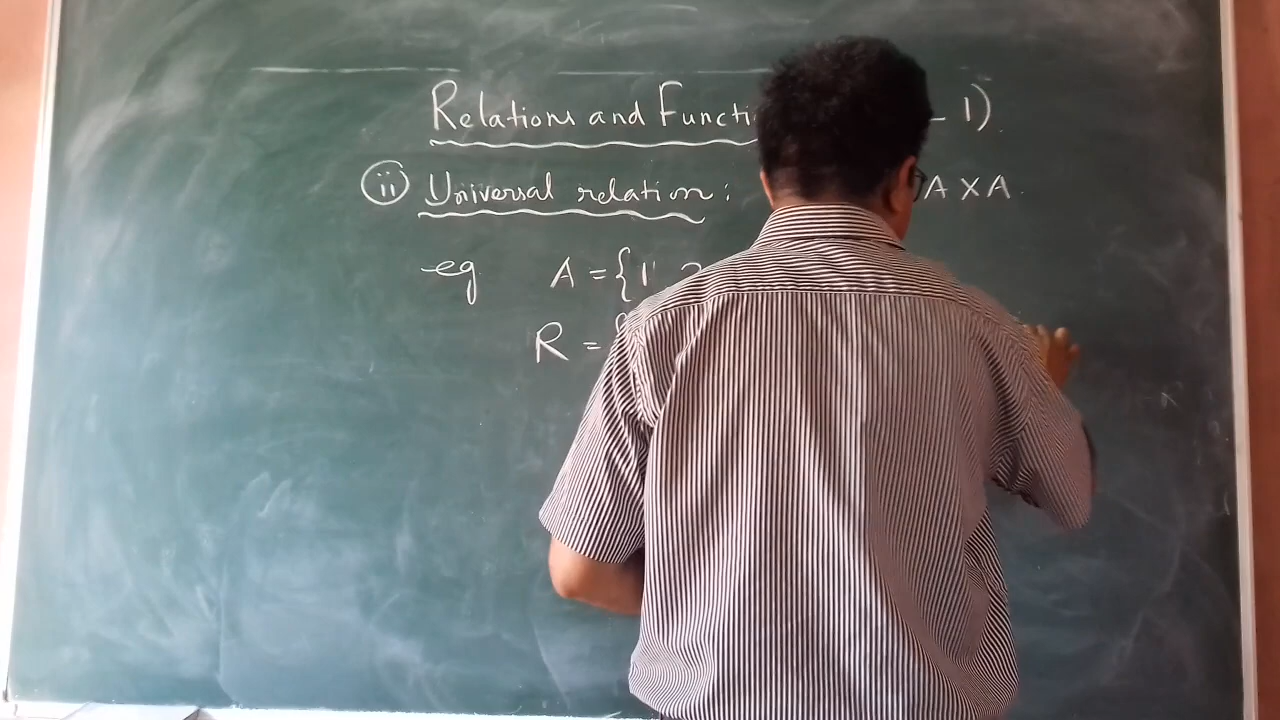 Relations and Functi – 1)
ii Universal relation : A X A
eg A = {1, 2
R = {